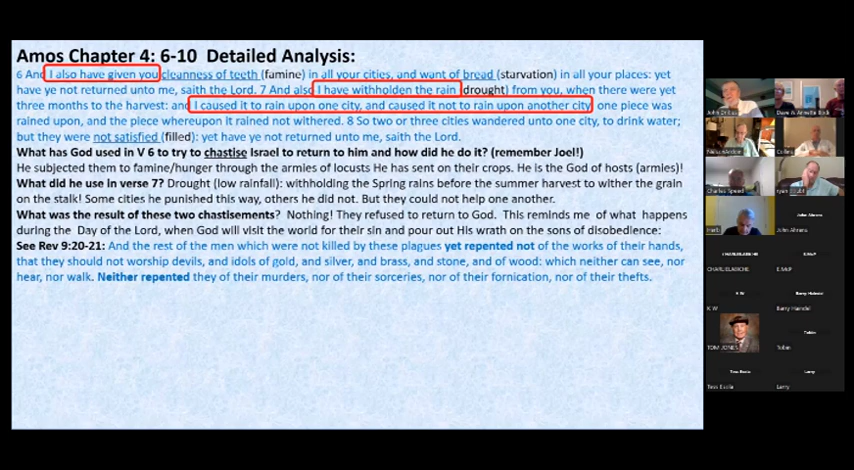 Amos Chapter 4: 6-10 Detailed Analysis:
6 And I also have given you cleanness of teeth (famine) in all your cities, and want of bread (starvation) in all your places: yet
have ye not returned unto me, saith the Lord. 7 And also I have withholden the rain (drought) from you, when there were yet
three months to the harvest: and I caused it to rain upon one city, and caused it not to rain upon another city: one piece was
rained upon, and the piece whereupon it rained not withered. 8 So two or three cities wandered unto one city, to drink water;
but they were not satisfied (filled): yet have ye not returned unto me, saith the Lord.
What has God used in V 6 to try to chastise Israel to return to him and how did he do it? (remember Joel!)
He subjected them to famine/hunger through the armies of locusts He has sent on their crops. He is the God of hosts (armies)!
What did he use in verse 7? Drought (low rainfall): withholding the Spring rains before the summer harvest to wither the grain
on the stalk! Some cities he punished this way, others he did not. But they could not help one another.
What was the result of these two chastisements? Nothing! They refused to return to God. This reminds me of what happens
during the Day of the Lord, when God will visit the world for their sin and pour out His wrath on the sons of disobedience:
See Rev 9:20-21: And the rest of the men which were not killed by these plagues yet repented not of the works of their hands,
that they should not worship devils, and idols of gold, and silver, and brass, and stone, and of wood: which neither can see, nor
hear, nor walk. Neither repented they of their murders, nor of their sorceries, nor of their fornication, nor of their thefts.
Charles Speed
Herb
John Ahrens
John Ahrens
K W
K W
Barry Haendel
Barry Haendel
TOM JONES
Tobin
Tobin
Larry
Larry